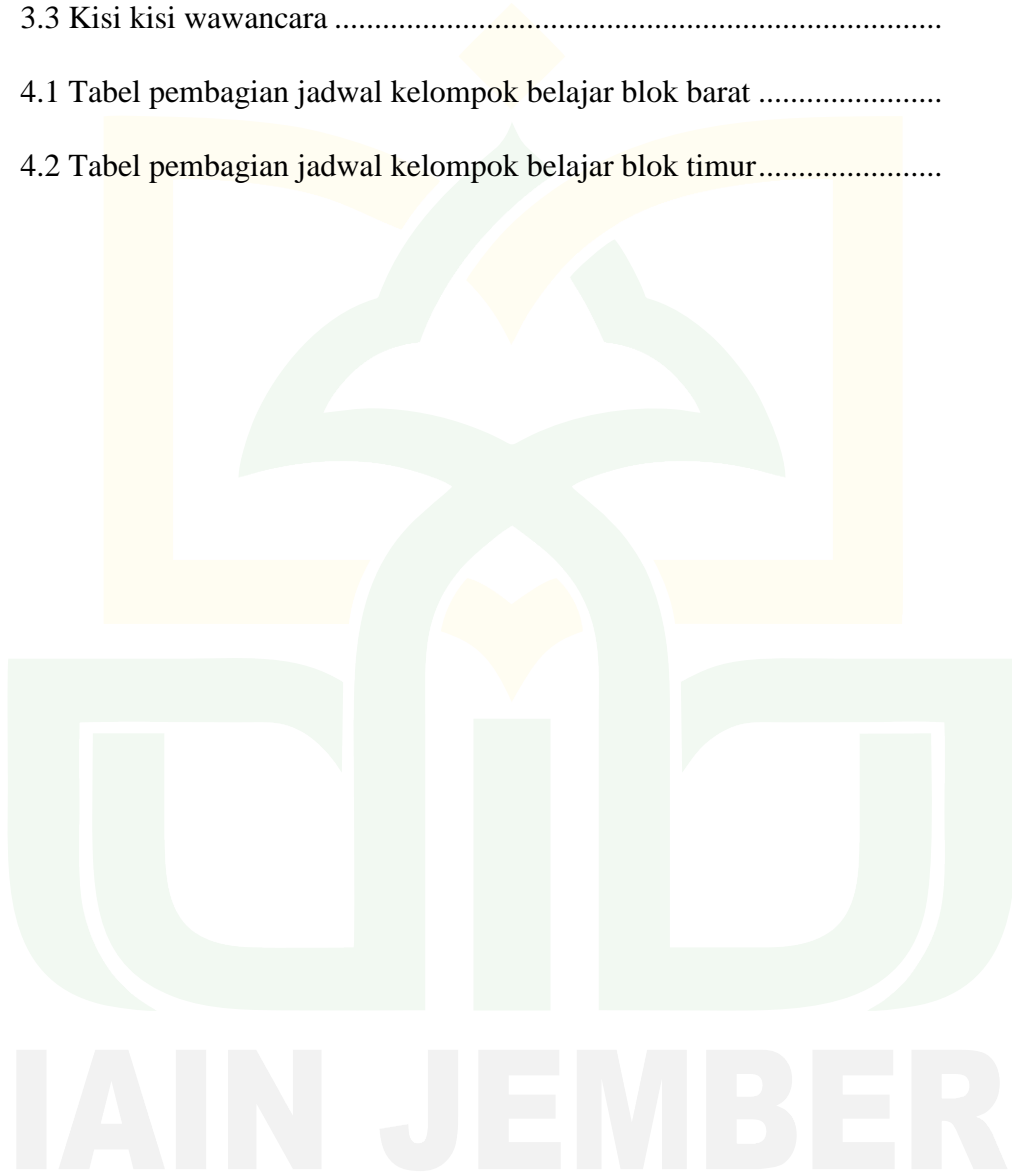 3.3 Kisi kisi wawancara ...........................................................................
4.1 Tabel pembagian jadwal kelompok belajar blok barat .......................
4.2 Tabel pembagian jadwal kelompok belajar blok timur.......................
IAIN JEMBER